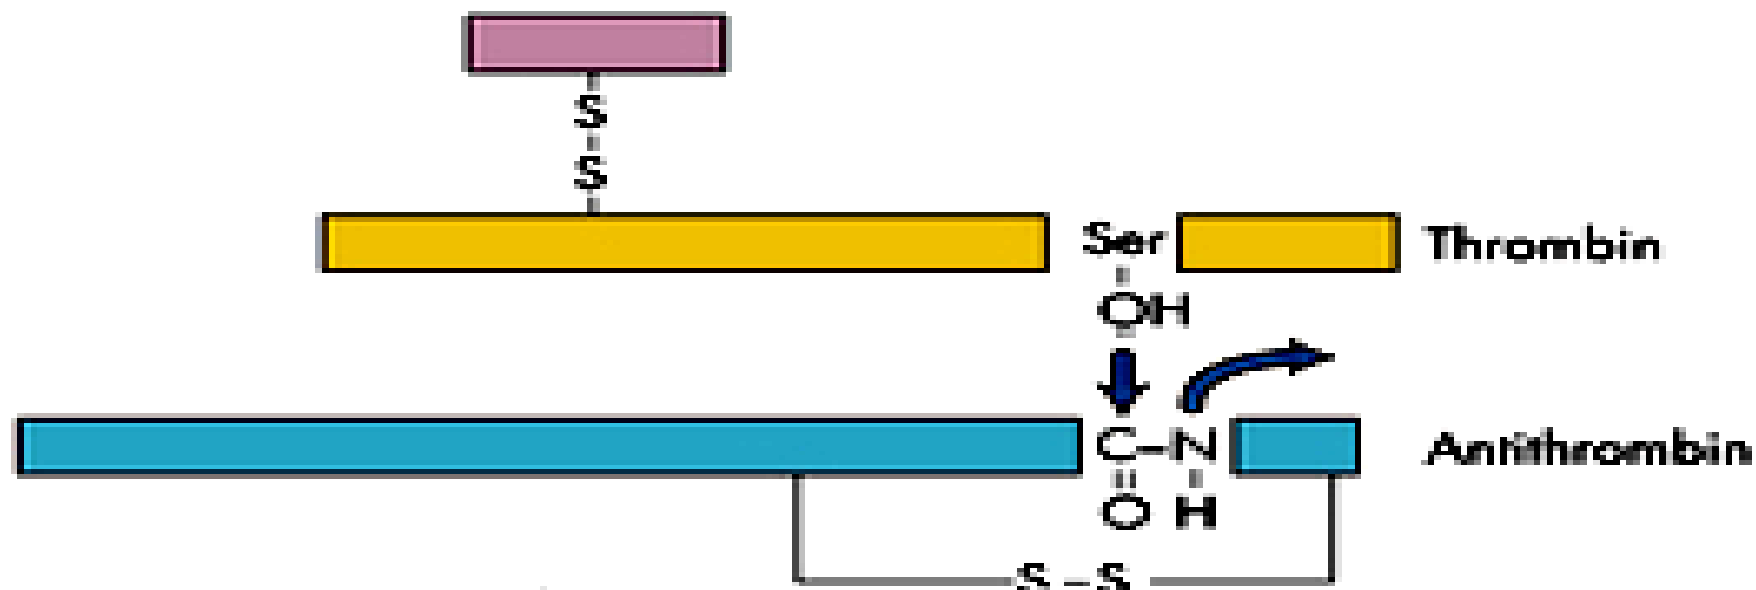 S
S
Ser Thrombin
OH
C–N Antithrombin
O H
S – S